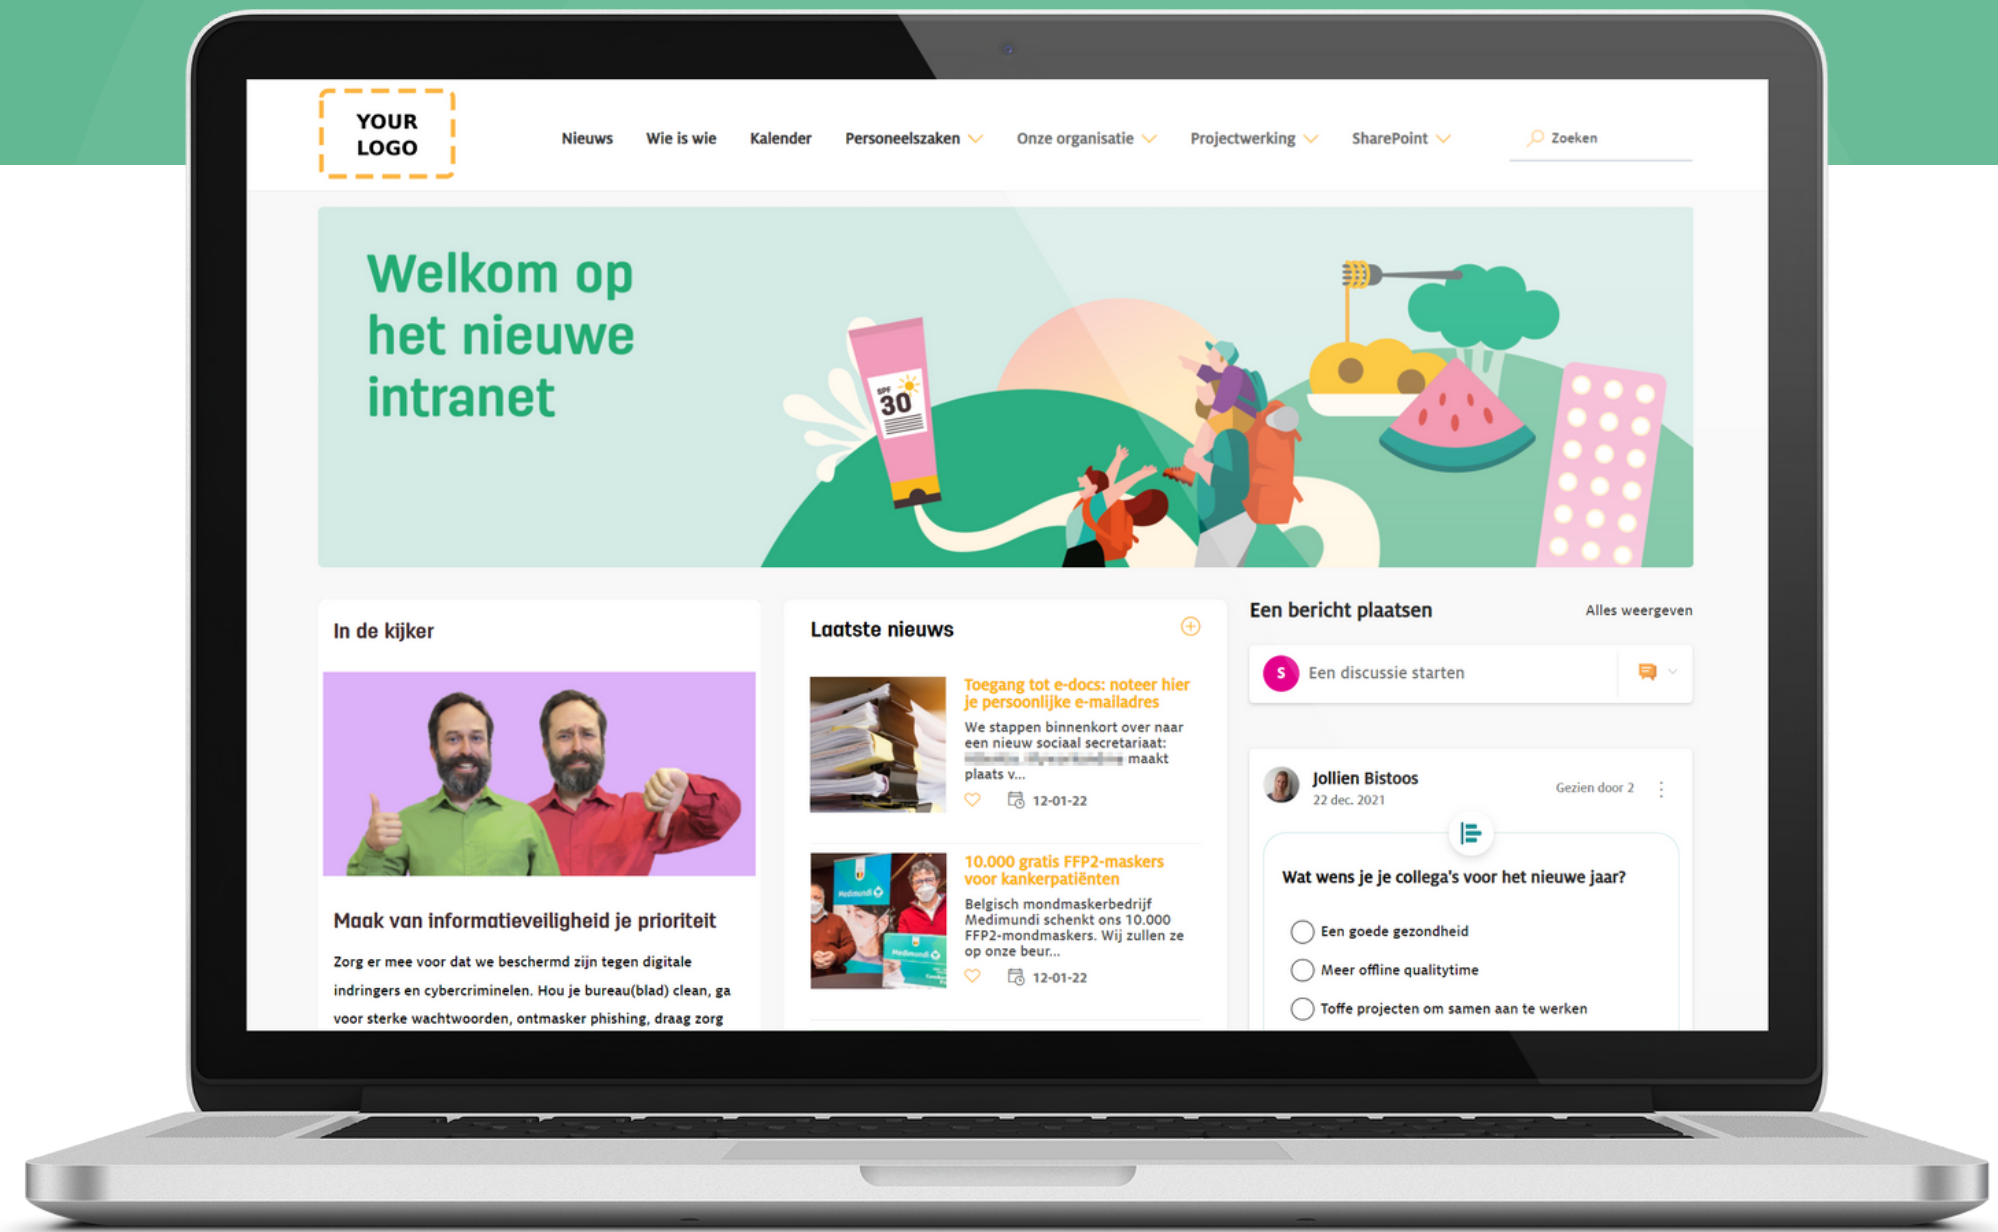 YOUR
LOGO
Nieuws
Wie is wie
Kalender
Personeelszaken
Onze organisatie
Projectwerking
SharePoint
Zoeken
Welkom op
het nieuwe
intranet
SPF
30
In de kijker
Maak van informatieveiligheid je prioriteit
Zorg er mee voor dat we beschermd zijn tegen digitale
indringers en cybercriminelen. Hou je bureau(blad) clean, ga
voor sterke wachtwoorden, ontmasker phishing, draag zorg
Laatste nieuws
Toegang tot e-docs: noteer hier
je persoonlijke e-mailadres
We stappen binnenkort over naar
een nieuw sociaal secretariaat:
maakt
plaats v...
12-01-22
Medimundi
Medimundi
10.000 gratis FFP2-maskers
voor kankerpatiënten
Belgisch mondmaskerbedrijf
Medimundi schenkt ons 10.000
FFP2-mondmaskers. Wij zullen ze
op onze beur...
12-01-22
Een bericht plaatsen
Alles weergeven
S
Een discussie starten
Jollien Bistoos
22 dec. 2021
Gezien door 2
Wat wens je je collega's voor het nieuwe jaar?
Een goede gezondheid
Meer offline qualitytime
Toffe projecten om samen aan te werken